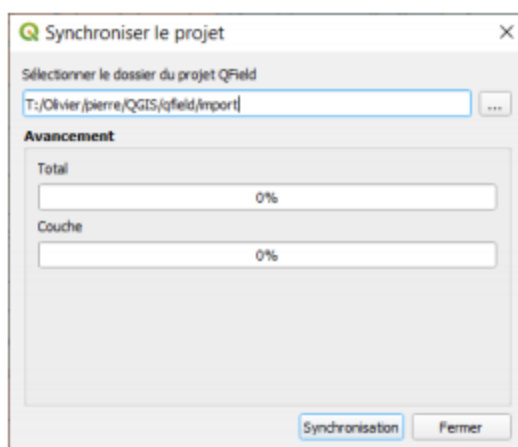 Synchroniser le projet
Sélectionner le dossier du projet QField
T:/Olivier/pierre/QGIS/qfield/import
...
Avancement
Total
0%
Couche
0%
Synchronisation Fermer